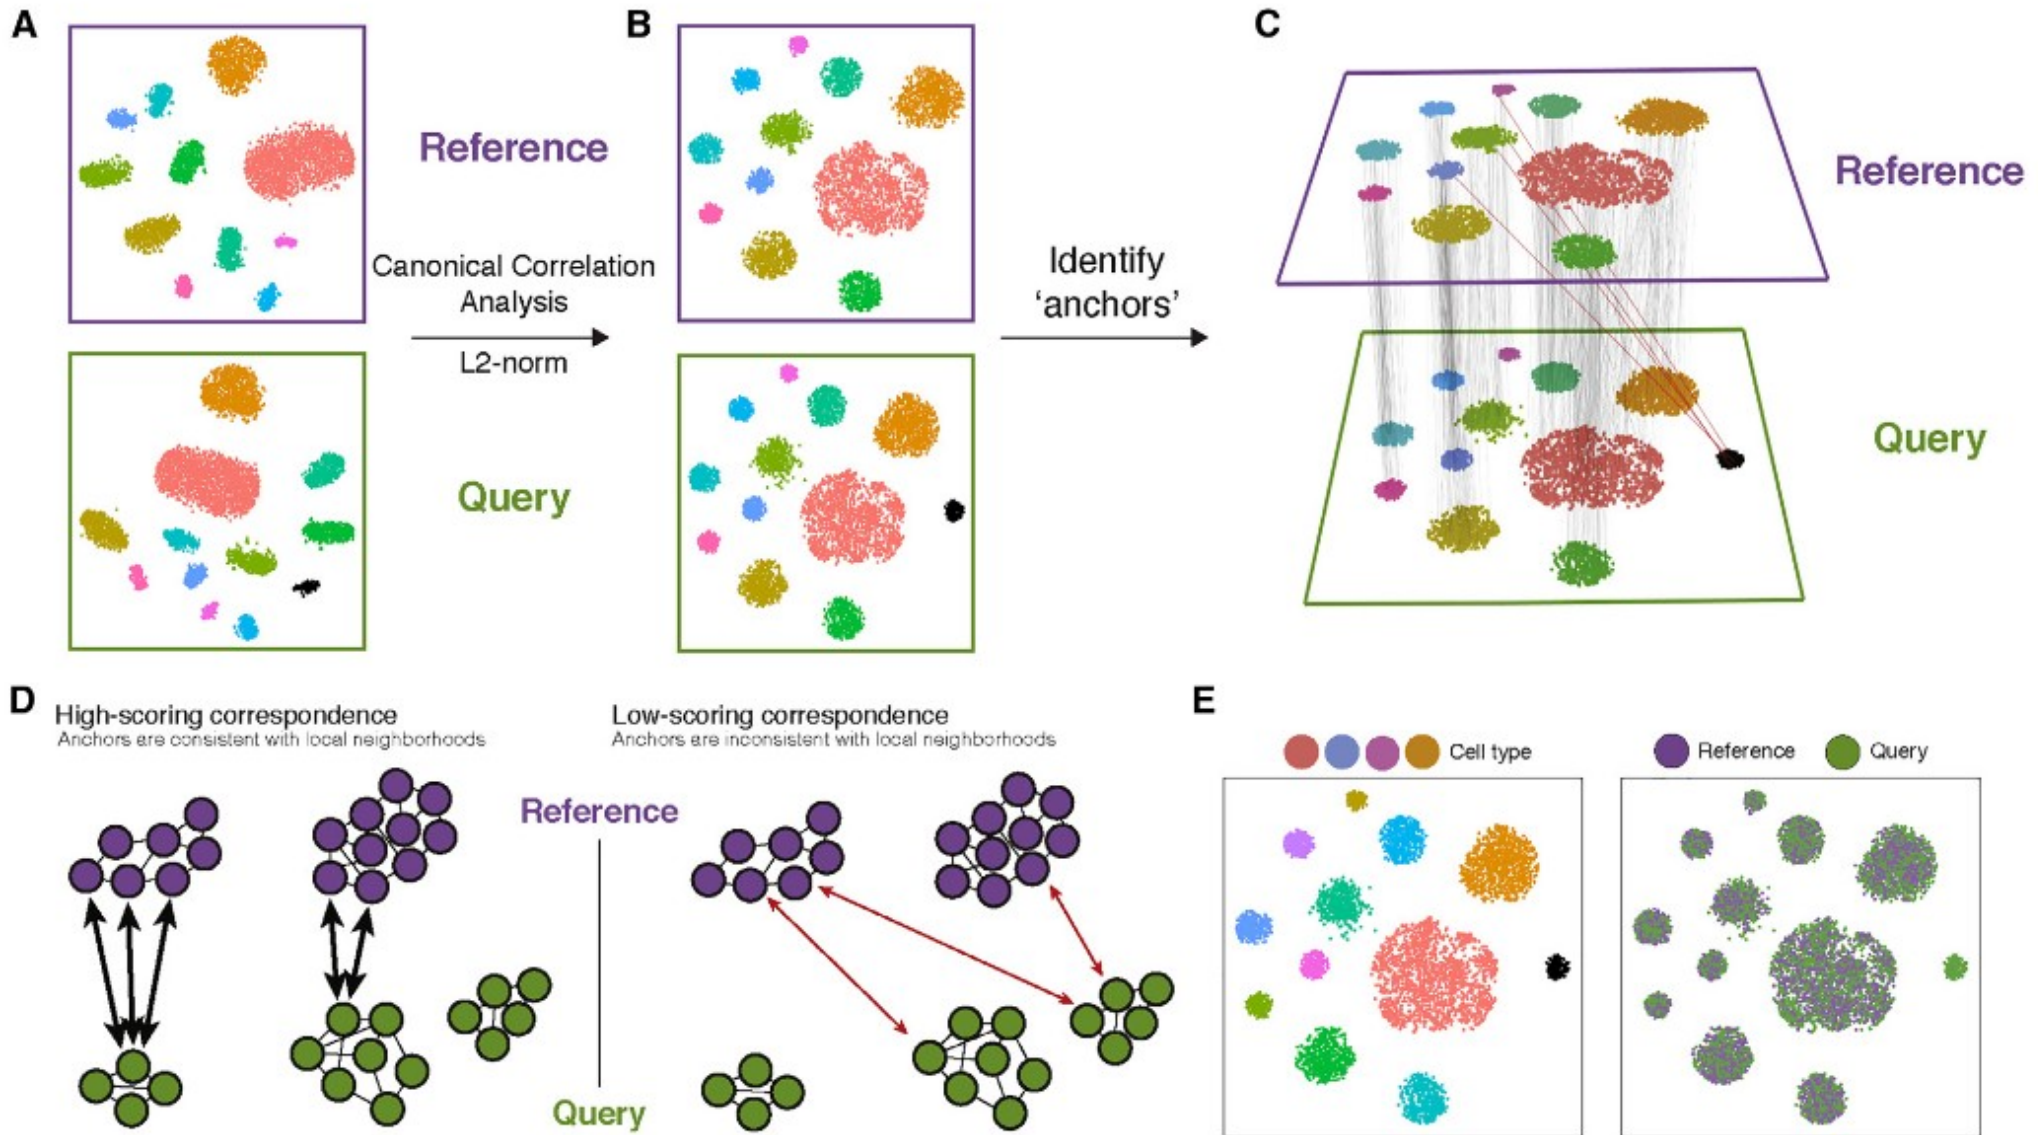 A
B
C
Reference
Canonical Correlation
Analysis
L2-norm
Query
Identify
‘anchors’
Reference
Query
D
High-scoring correspondence
Anchors are consistent with local neighborhoods
Low-scoring correspondence
Anchors are inconsistent with local neighborhoods
Reference
Query
E
Cell type
Reference
Query